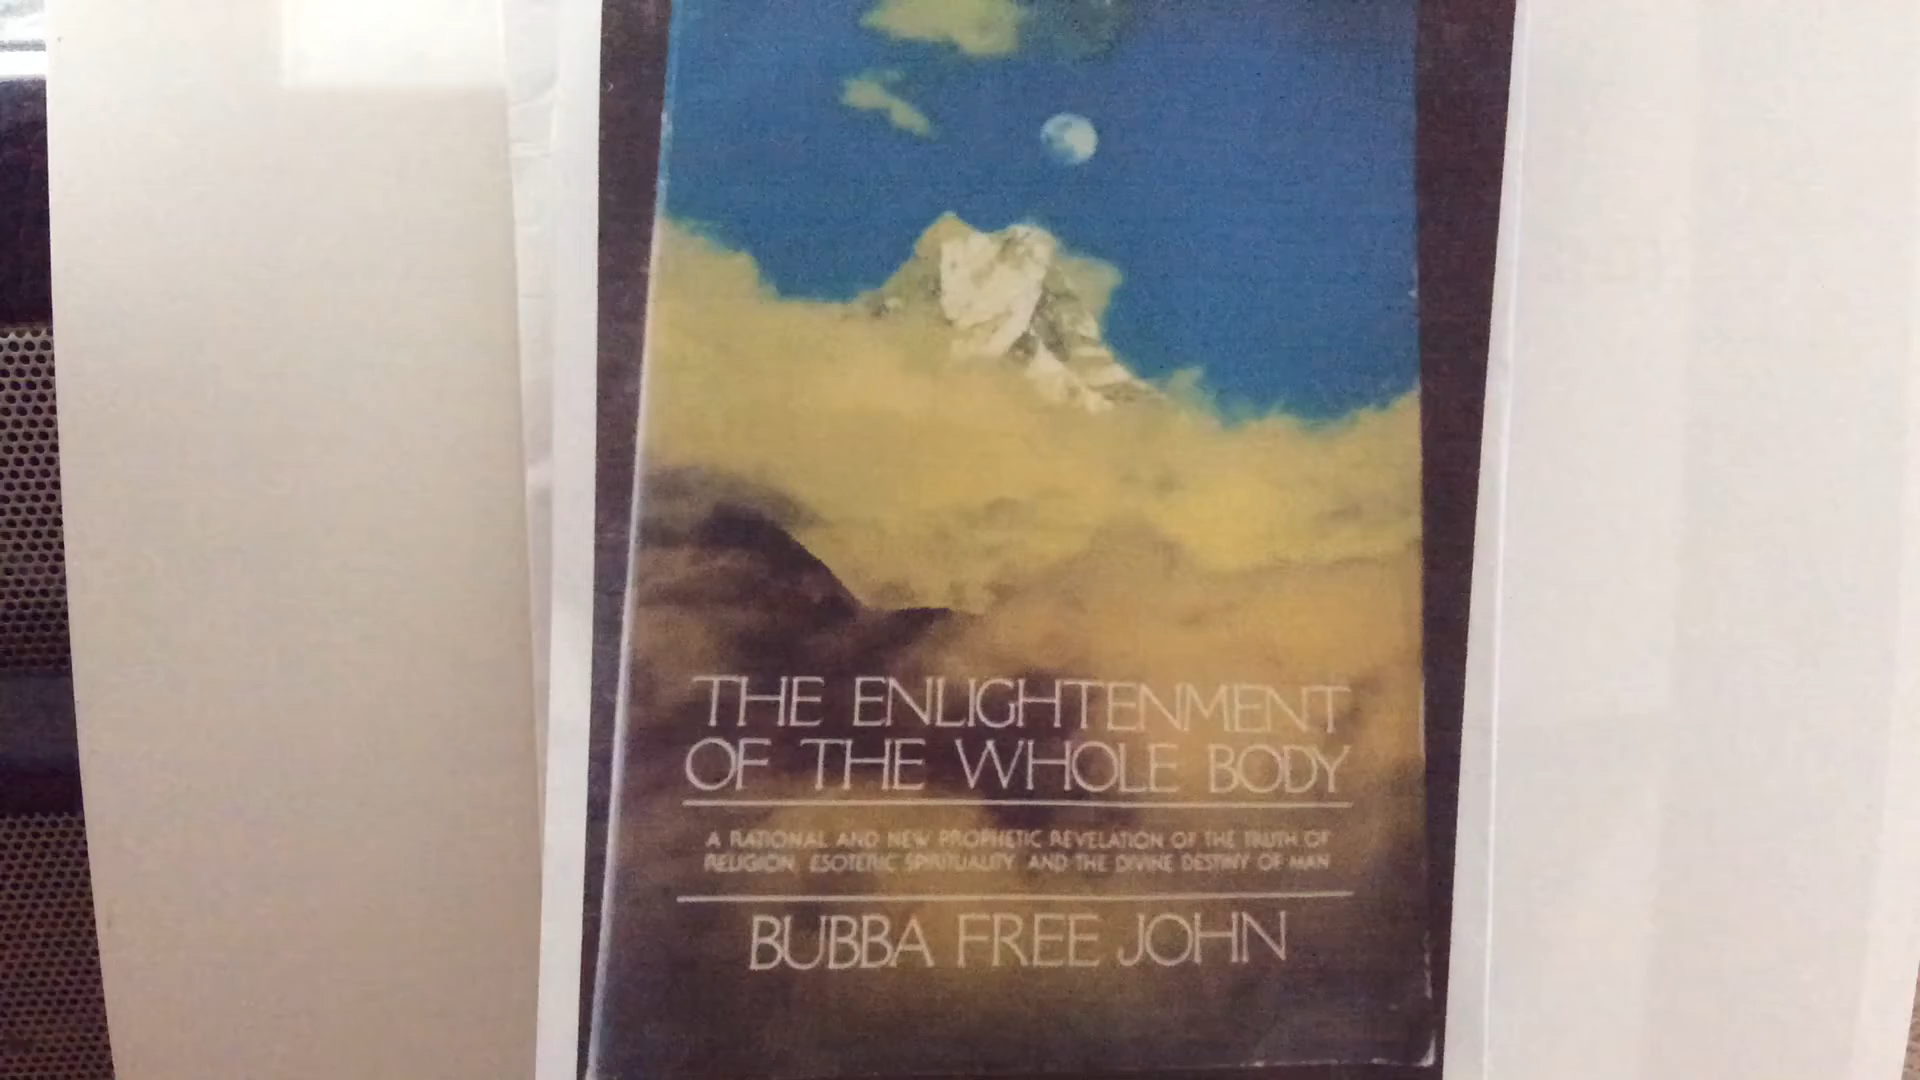 THE ENLIGHTENMENT
OF THE WHOLE BODY
A RATIONAL AND NEW PROPHETIC REVELATION OF THE TRUTH OF
RELIGION, ESOTERIC SPIRITUALITY, AND THE DIVINE DESTINY OF MAN
BUBBA FREE JOHN